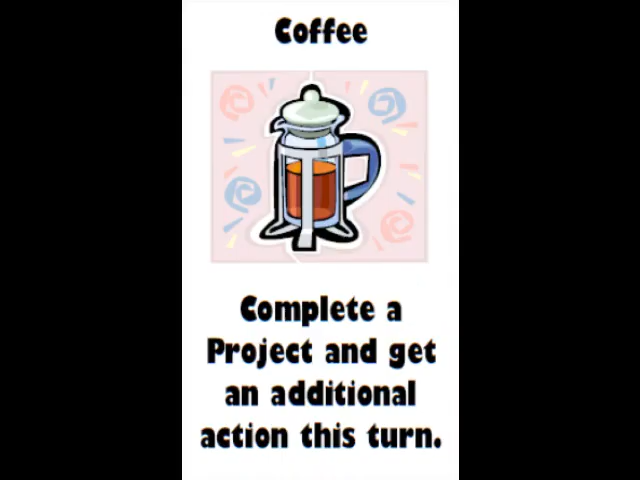 Coffee
Complete a
Project and get
an additional
action this turn.